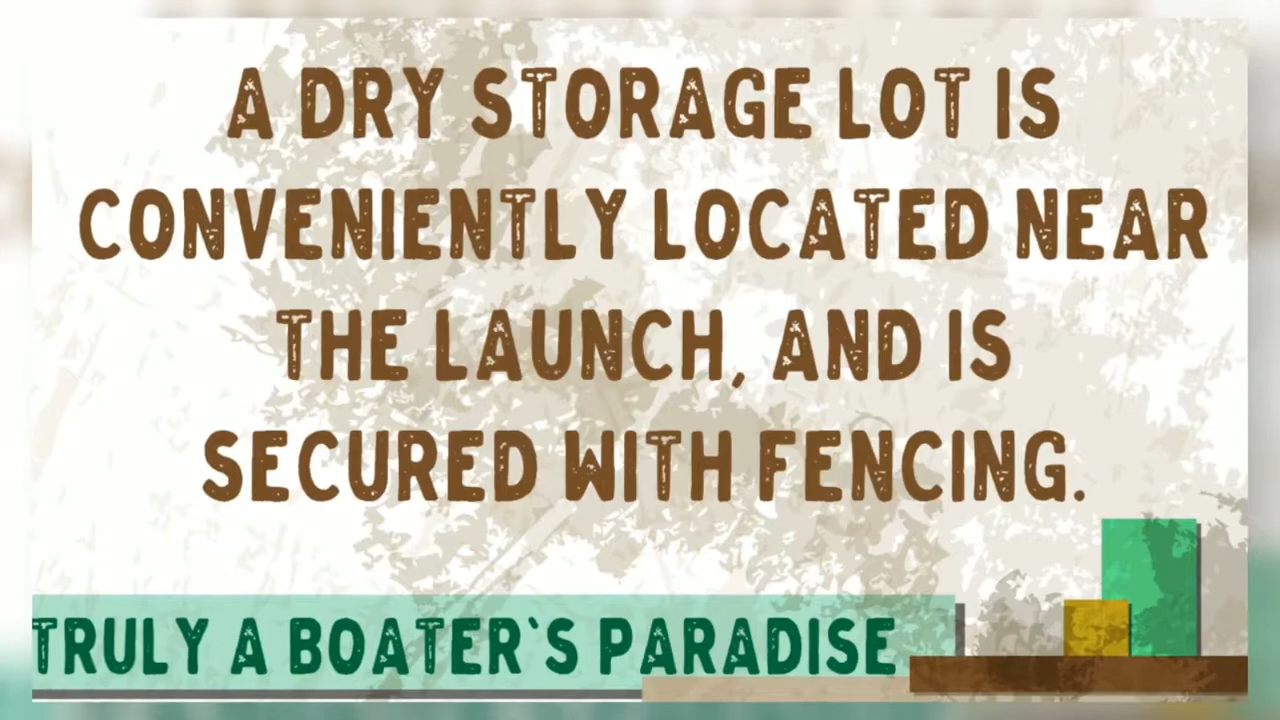 A DRY STORAGE LOT IS
CONVENIENTLY LOCATED NEAR
THE LAUNCH, AND IS
SECURED WITH FENCING.
TRULY A BOATER`S PARADISE